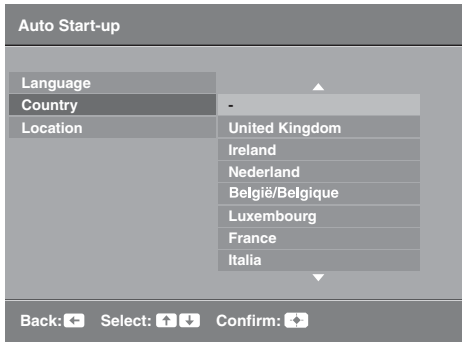 Auto Start-up
Language
Country
Location
-
United Kingdom
Ireland
Nederland
België/Belgique
Luxembourg
France
Italia
Back: Select: Confirm: